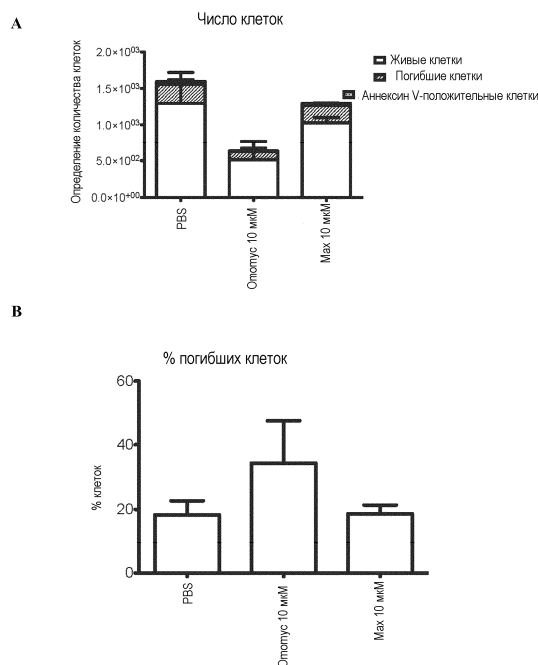 A
Число клеток
Определение количества клеток
2.0×10⁰³
1.5×10⁰³
1.0×10⁰³
5.0×10⁰²
0.0×10⁺⁰⁰
Живые клетки
Погибшие клетки
Аннексин V-положительные клетки
PBS
Omomyc 10 мкМ
Max 10 мкМ
B
% погибших клеток
% клеток
60
40
20
0
PBS
Omomyc 10 мкМ
Max 10 мкМ